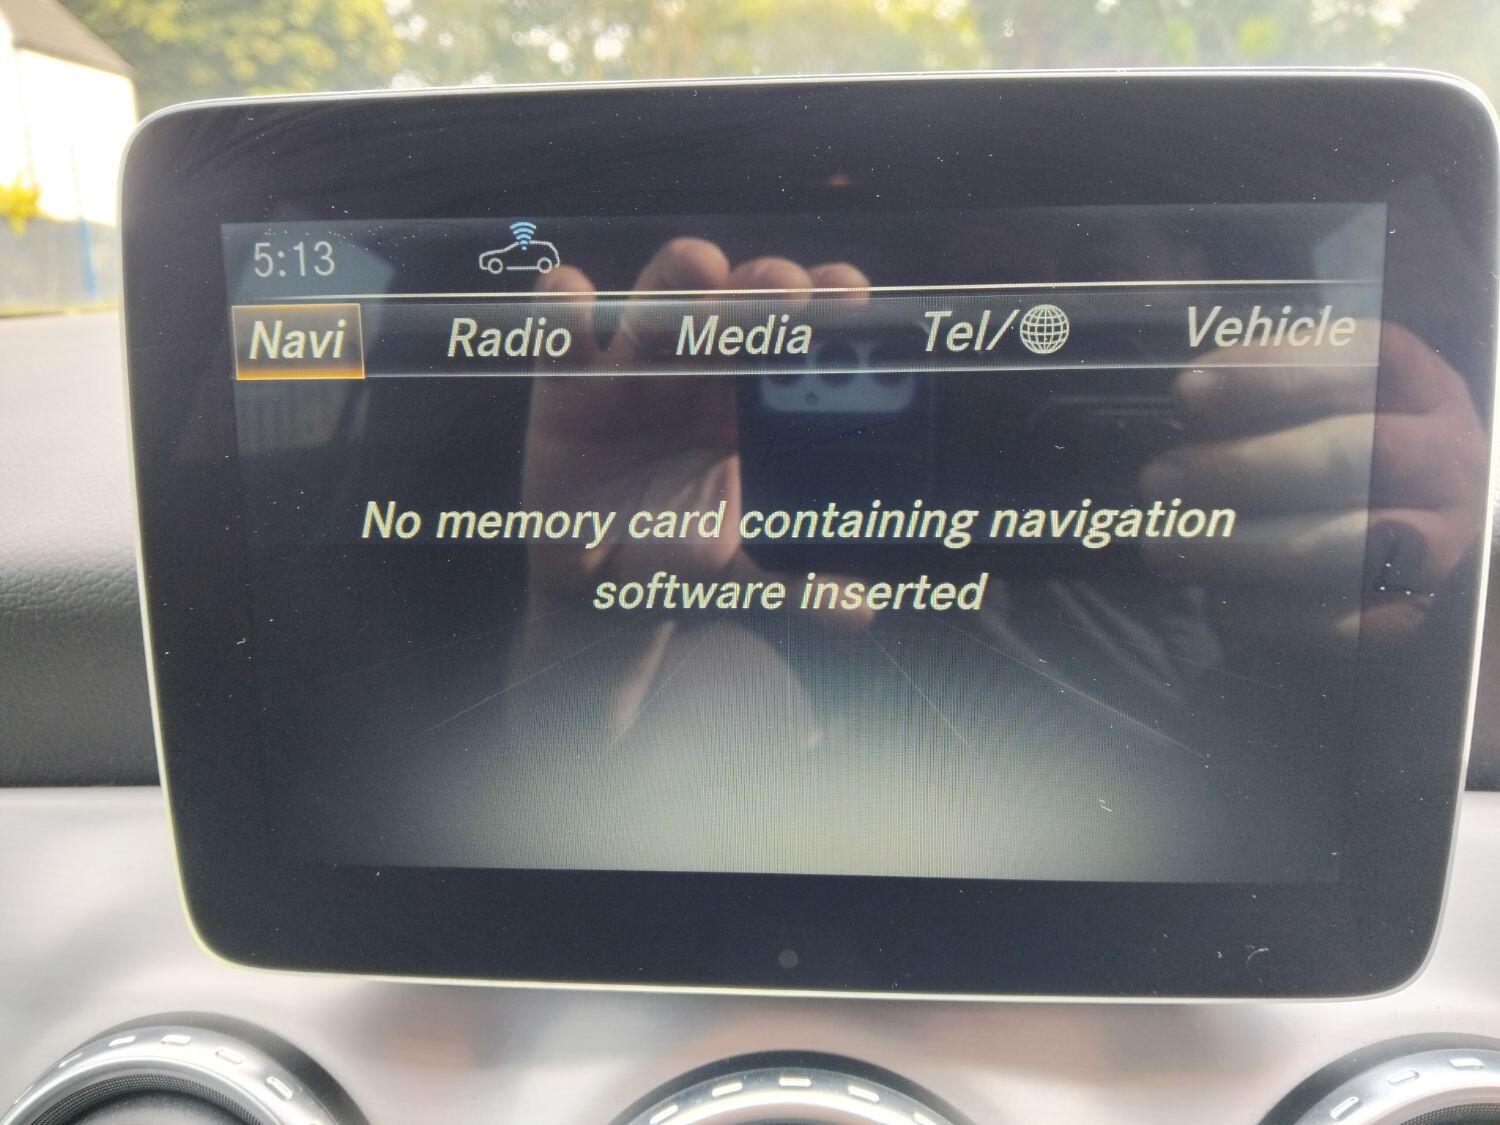 5:13
Navi Radio Media Tel/ Vehicle
No memory card containing navigation
software inserted